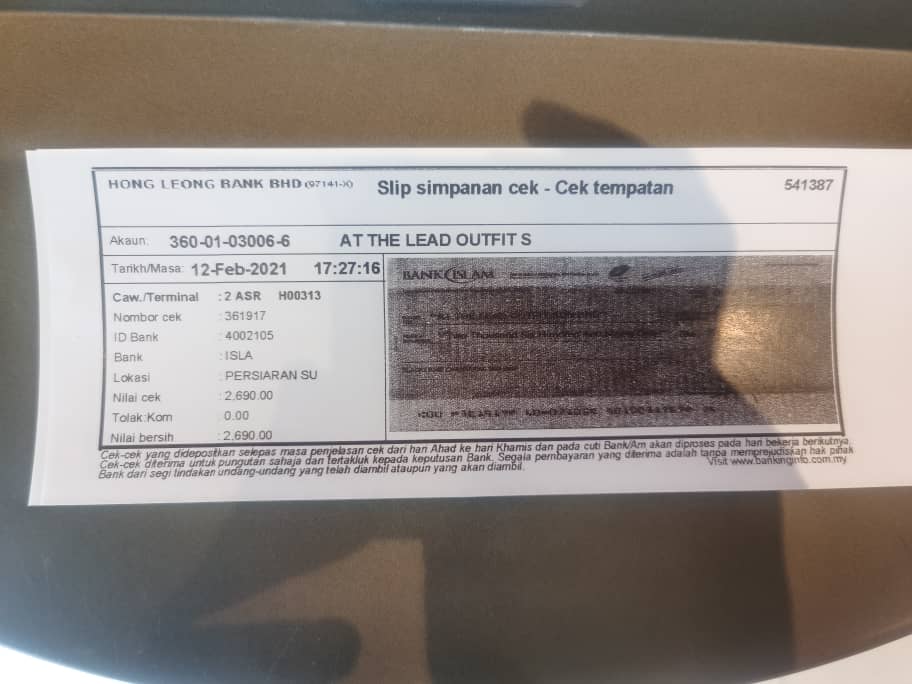 HONG LEONG BANK BHD (97141-X) Slip simpanan cek - Cek tempatan 541387
Akaun: 360-01-03006-6 AT THE LEAD OUTFIT S
Tarikh/Masa: 12-Feb-2021 17:27:16
Caw./Terminal : 2 ASR H00313
Nombor cek : 361917
ID Bank : 4002105
Bank : ISLA
Lokasi : PERSIARAN SU
Nilai cek : 2,690.00
Tolak:Kom : 0.00
Nilai bersih : 2,690.00
BANK ISLAM
Cek-cek yang didepositkan selepas masa penjelasan cek dari hari Ahad ke hari Khamis dan pada cuti Bank/Am akan diproses pada hari bekerja berikutnya.
Cek-cek diterima untuk pungutan sahaja dan tertakluk kepada keputusan Bank. Segala pembayaran yang diterima adalah tanpa memprejudiskan hak pihak
Bank dari segi tindakan undang-undang yang telah diambil ataupun yang akan diambil.
Visit www.bankinginfo.com.my